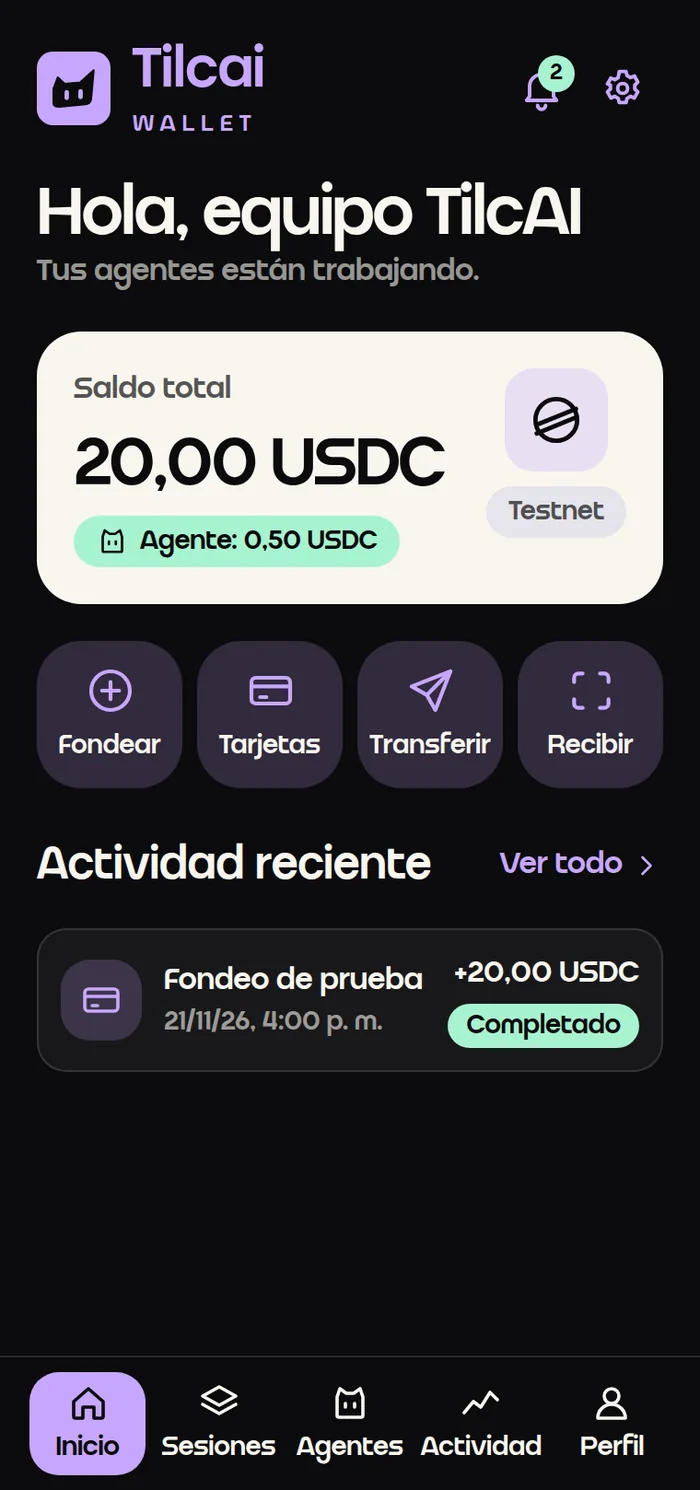 Tilcai
WALLET
2
Hola, equipo TilcAI
Tus agentes están trabajando.
Saldo total
20,00 USDC
Agente: 0,50 USDC
Testnet
Fondear
Tarjetas
Transferir
Recibir
Actividad reciente
Ver todo
Fondeo de prueba
+20,00 USDC
21/11/26, 4:00 p. m.
Completado
Inicio
Sesiones
Agentes
Actividad
Perfil